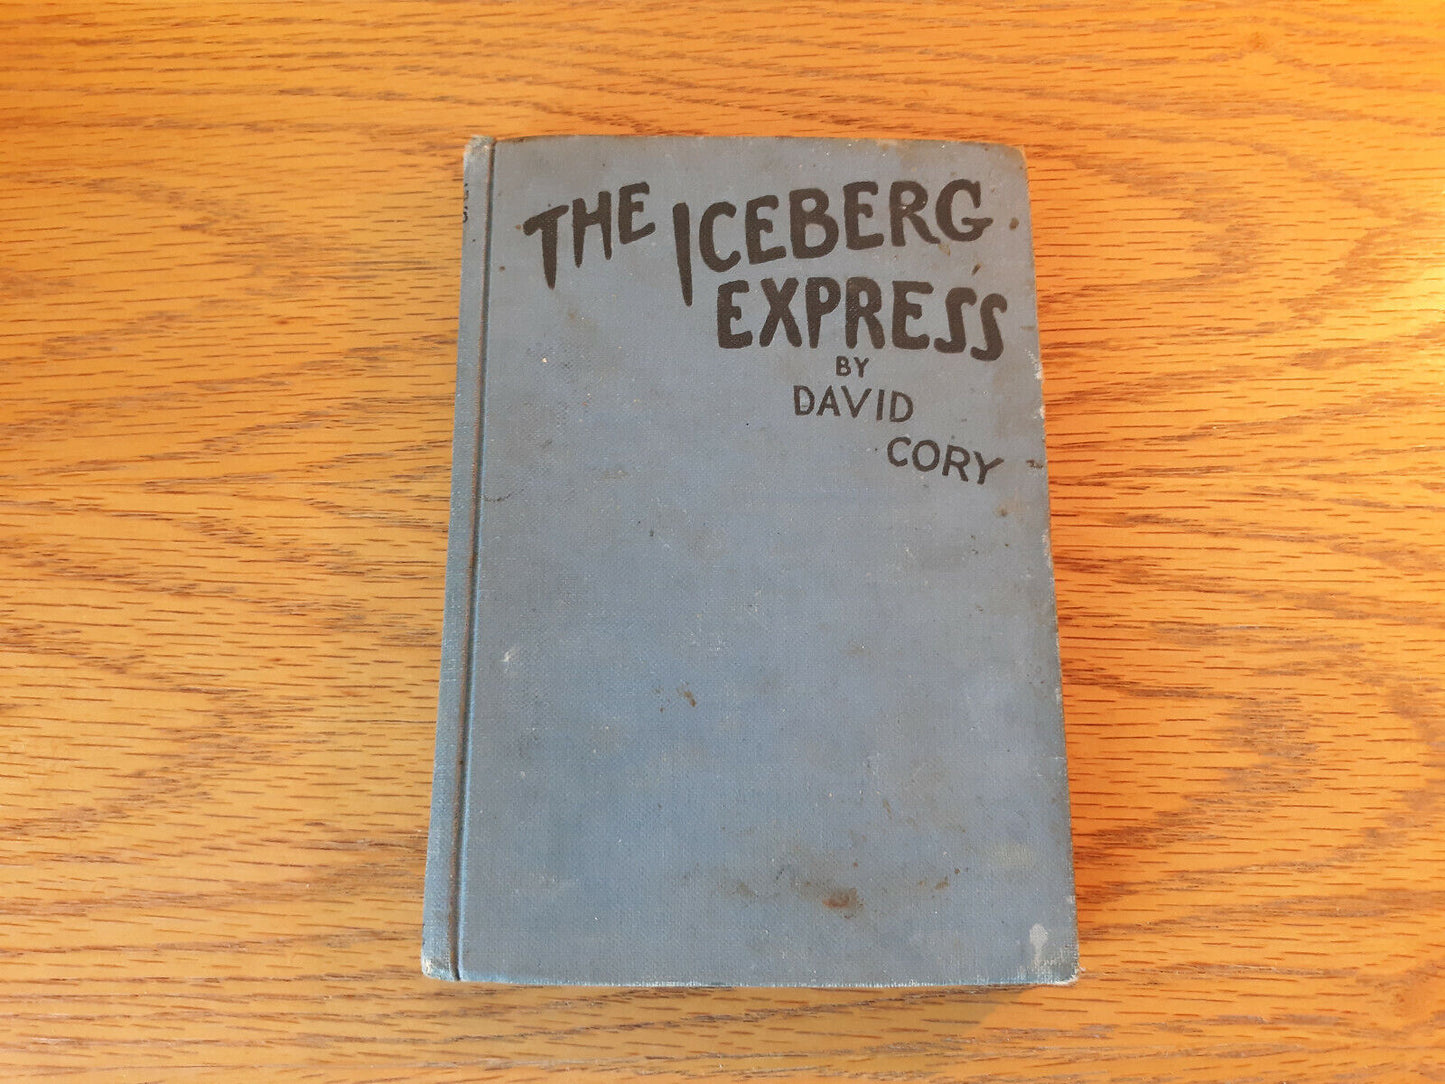 THE ICEBERG
EXPRESS
BY
DAVID
CORY